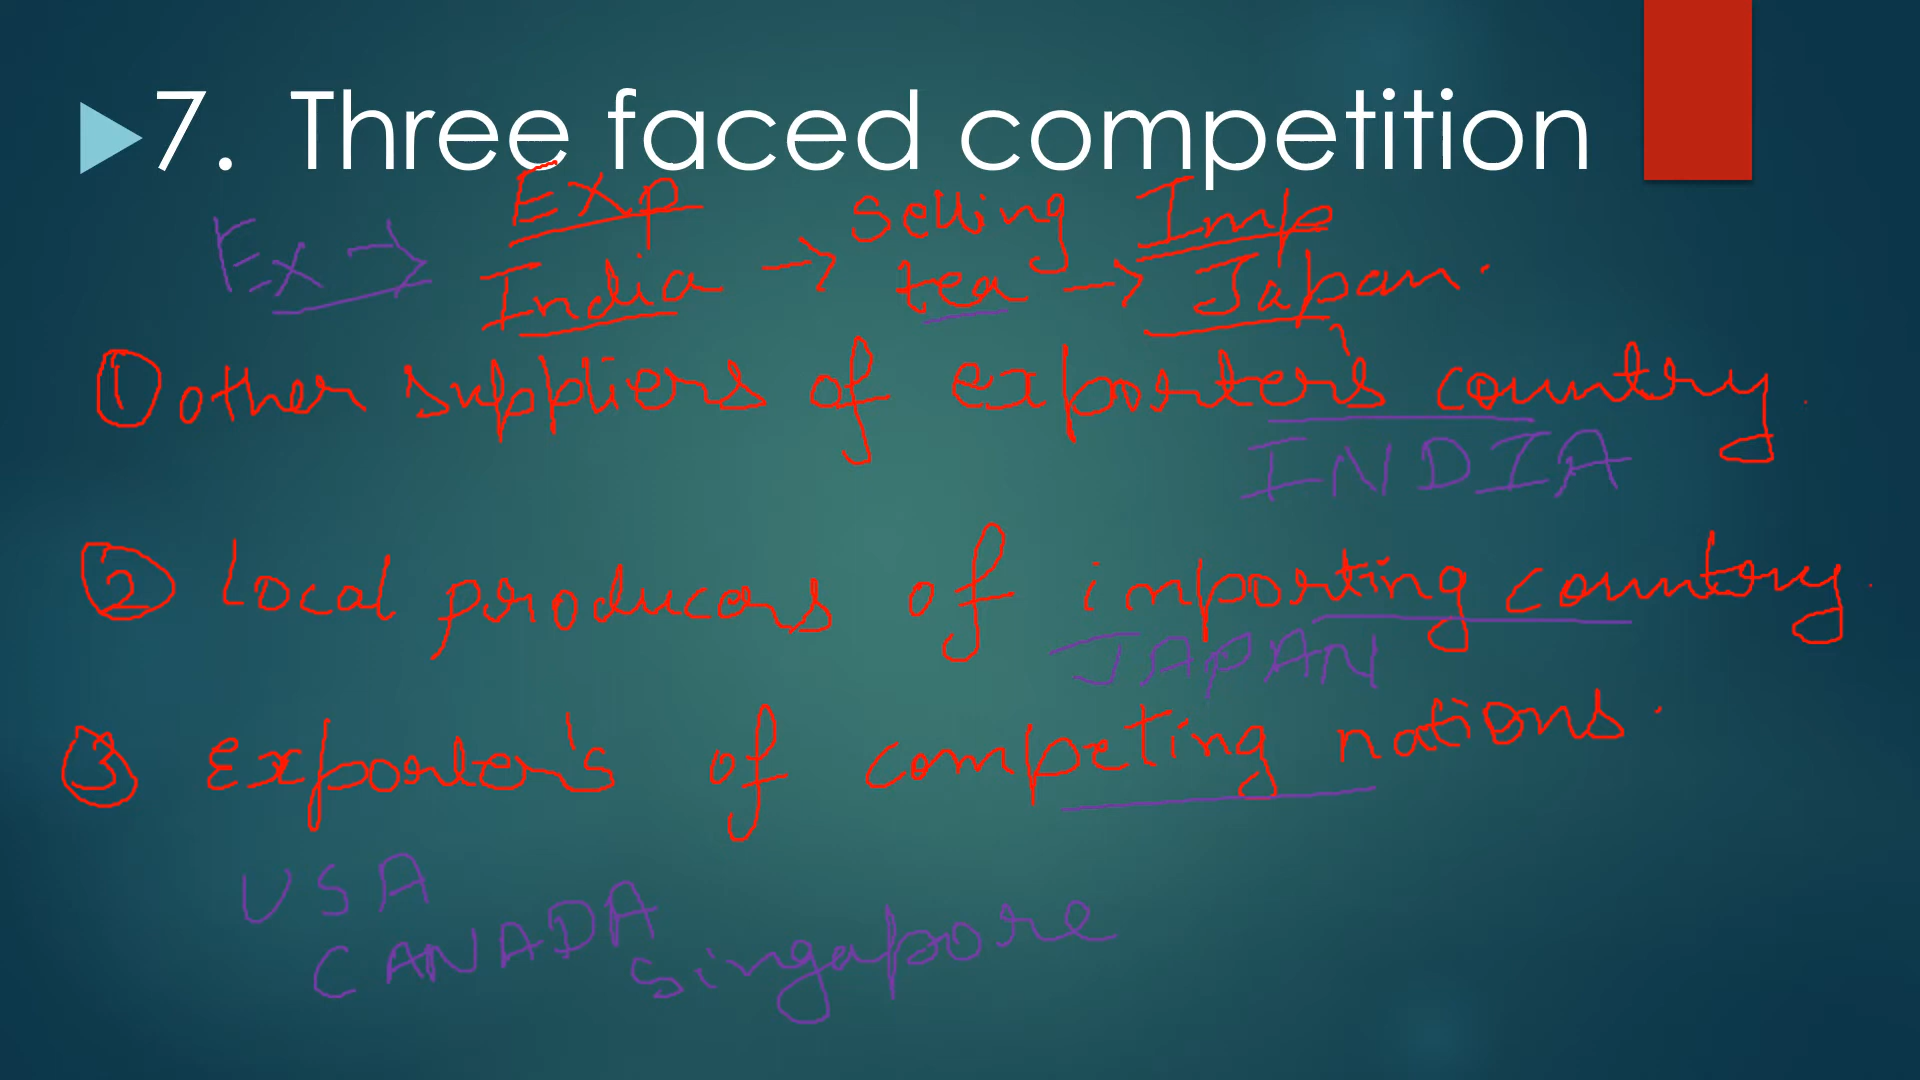 7. Three faced competition
Exp selling Imp
Ex → India → tea → Japan.
① other suppliers of exporter's country.
INDIA
② Local producers of importing country.
JAPAN
③ Exporter's of competing nations.
USA
CANADA Singapore